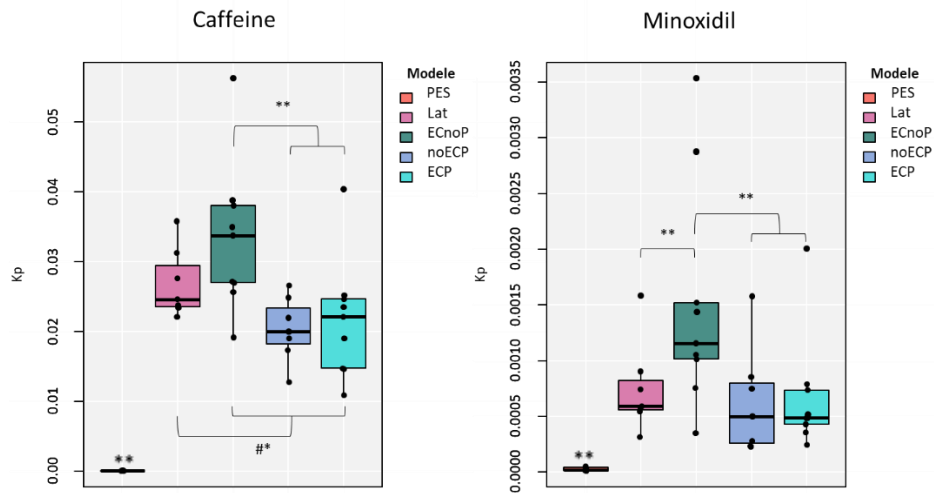 Caffeine
Kp
0.05
0.04
0.03
0.02
0.01
0.00
**
**
#*
Modele
PES
Lat
ECnoP
noECP
ECP
Minoxidil
Kp
0.0035
0.0030
0.0025
0.0020
0.0015
0.0010
0.0005
0.0000
**
**
**
Modele
PES
Lat
ECnoP
noECP
ECP